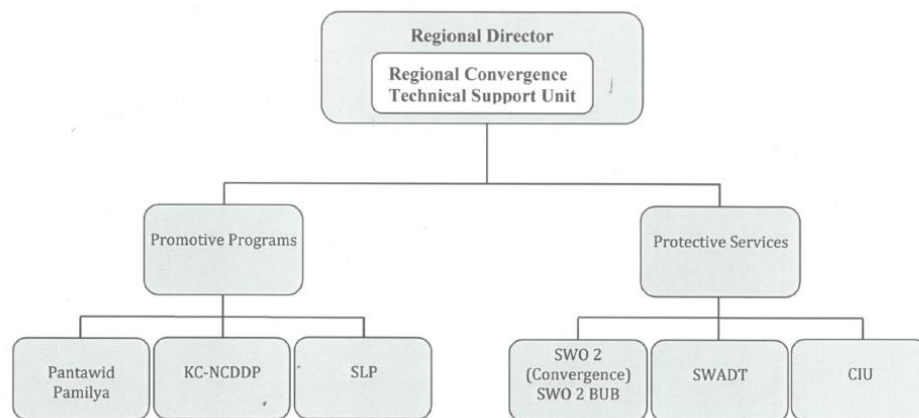 Regional Director
Regional Convergence
Technical Support Unit
Promotive Programs
Protective Services
Pantawid
Pamilya
KC-NCDDP
SLP
SWO 2
(Convergence)
SWO 2 BUB
SWADT
CIU